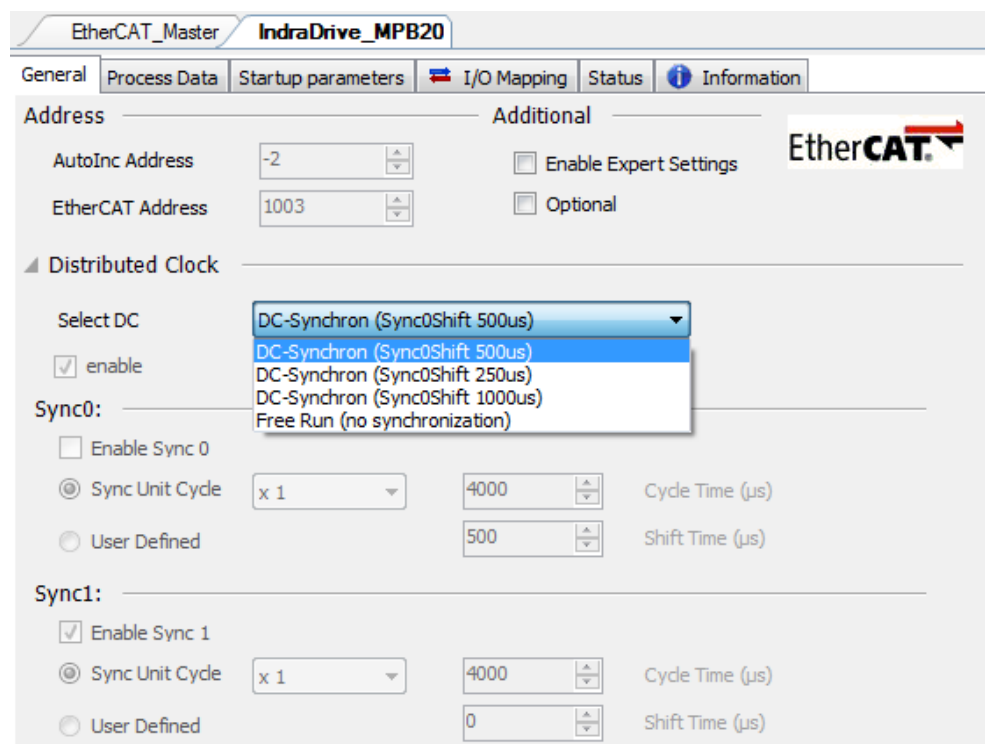 EtherCAT_Master IndraDrive_MPB20
General Process Data Startup parameters I/O Mapping Status Information
Address Additional
EtherCAT.
AutoInc Address -2 Enable Expert Settings
EtherCAT Address 1003 Optional
Distributed Clock
Select DC DC-Synchron (Sync0Shift 500us)
DC-Synchron (Sync0Shift 500us)
enable
DC-Synchron (Sync0Shift 250us)
DC-Synchron (Sync0Shift 1000us)
Free Run (no synchronization)
Sync0:
Enable Sync 0
Sync Unit Cycle x 1 4000 Cycle Time (µs)
User Defined 500 Shift Time (µs)
Sync1:
Enable Sync 1
Sync Unit Cycle x 1 4000 Cycle Time (µs)
User Defined 0 Shift Time (µs)